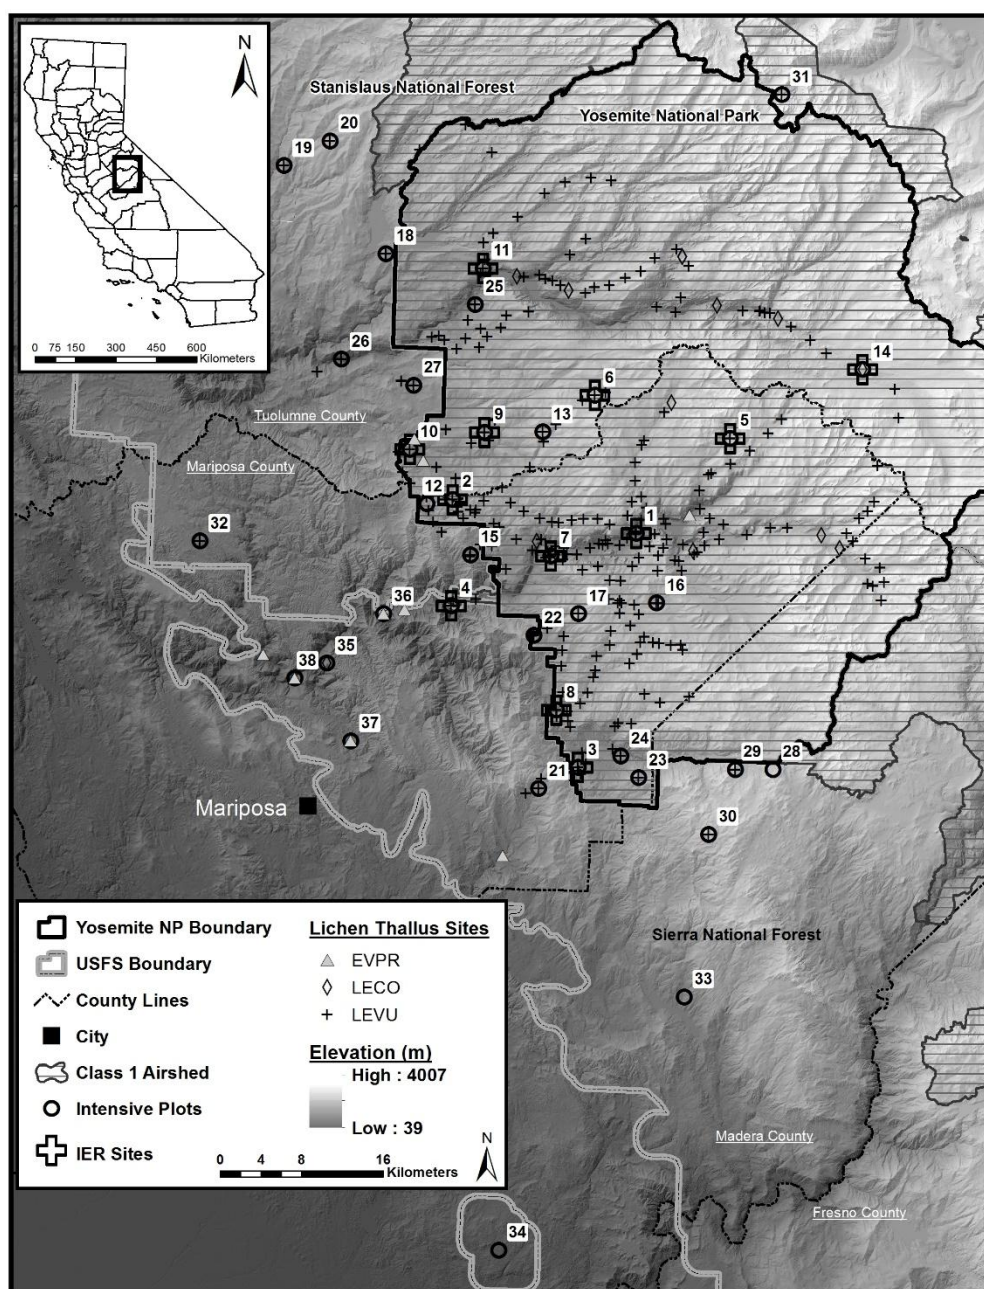 N
0 75 150 300 450 600
Kilometers
Stanislaus National Forest
Yosemite National Park
31
20
19
18
11
25
26
27
6
14
Tuolumne County
10
9
13
5
Mariposa County
12
2
1
32
15
7
36
4
17
16
22
35
38
8
37
24
3
23
29
28
21
Mariposa
30
Sierra National Forest
33
Madera County
Fresno County
34
Yosemite NP Boundary
USFS Boundary
County Lines
City
Class 1 Airshed
Intensive Plots
IER Sites
Lichen Thallus Sites
EVPR
LECO
LEVU
Elevation (m)
High : 4007
Low : 39
N
0 4 8 16
Kilometers